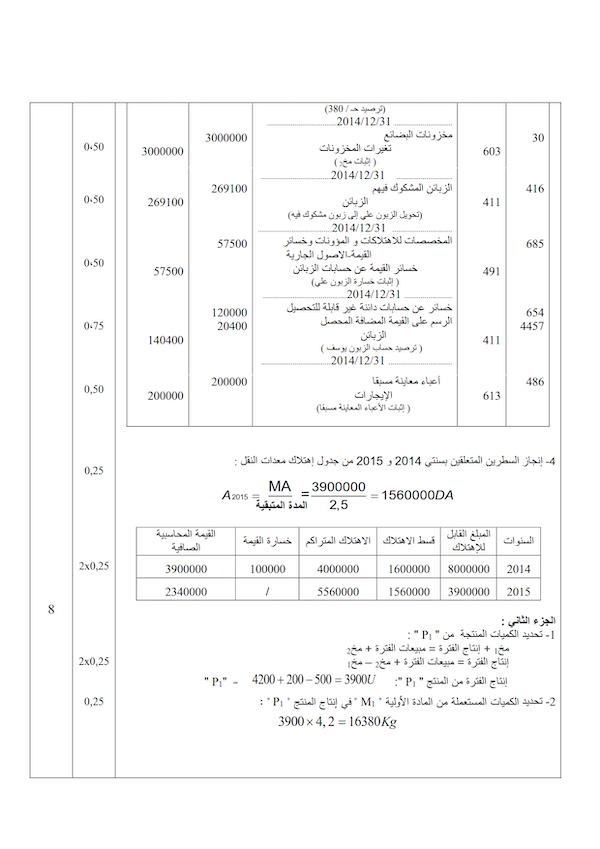 (ترصيد حـ / 380)
2014/12/31
0،50 3000000 3000000 مخزونات البضائع 30
تغيرات المخزونات 603
( إثبات مخ2 )
2014/12/31
0،50 269100 269100 الزبائن المشكوك فيهم 416
الزبائن 411
(تحويل الزبون علي إلى زبون مشكوك فيه)
2014/12/31
0،50 57500 57500 المخصصات للاهتلاكات و المؤونات وخسائر 685
القيمة-الاصول الجارية
خسائر القيمة عن حسابات الزبائن 491
( إثبات خسارة الزبون علي )
2014/12/31
0،75 120000 خسائر عن حسابات دائنة غير قابلة للتحصيل 654
20400 الرسم على القيمة المضافة المحصل 4457
140400 الزبائن 411
( ترصيد حساب الزبون يوسف )
2014/12/31
0,50 200000 200000 أعباء معاينة مسبقا 486
الإيجارات 613
( إثبات الأعباء المعاينة مسبقا)
4- إنجاز السطرين المتعلقين بسنتي 2014 و 2015 من جدول إهتلاك معدات النقل :
0,25
A2015 = MA / المدة المتبقية = 3900000 / 2,5 = 1560000DA
السنوات المبلغ القابل للإهتلاك قسط الاهتلاك الاهتلاك المتراكم خسارة القيمة القيمة المحاسبية الصافية
2014 8000000 1600000 4000000 100000 3900000 2x0,25
2015 3900000 1560000 5560000 / 2340000
8
الجزء الثاني :
1- تحديد الكميات المنتجة من " P1 " :
مخ1 + إنتاج الفترة = مبيعات الفترة + مخ2
إنتاج الفترة = مبيعات الفترة + مخ2 – مخ1 2x0,25
إنتاج الفترة من المنتج " P1 ": 4200 + 200 − 500 = 3900U – "P1 "
2- تحديد الكميات المستعملة من المادة الأولية " M1 " في إنتاج المنتج " P1 " : 0,25
3900 × 4, 2 = 16380Kg